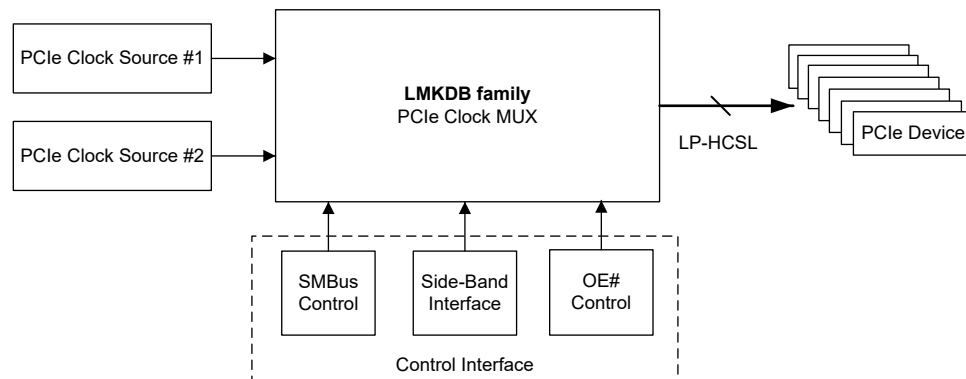 PCIe Clock Source #1
PCIe Clock Source #2
LMKDB family
PCIe Clock MUX
LP-HCSL
PCIe Device
SMBus
Control
Side-Band
Interface
OE#
Control
Control Interface